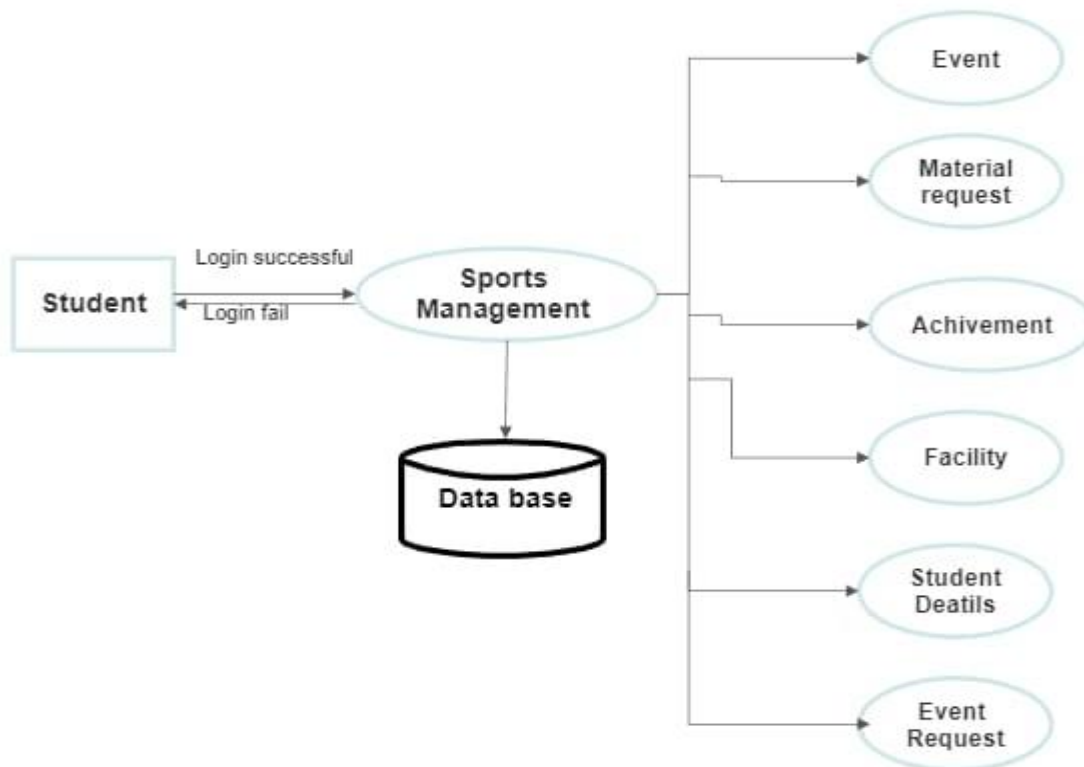 Event
Material
request
Login successful
Student
Login fail
Sports
Management
Achivement
Facility
Data base
Student
Deatils
Event
Request